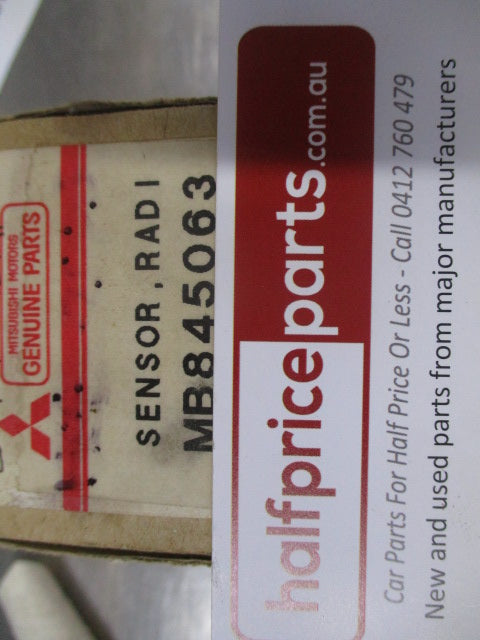 MITSUBISHI MOTORS
GENUINE PARTS
SENSOR, RADI
MB845063
halfpriceparts.com.au
Car Parts For Half Price Or Less - Call 0412 760 479
New and used parts from major manufacturers